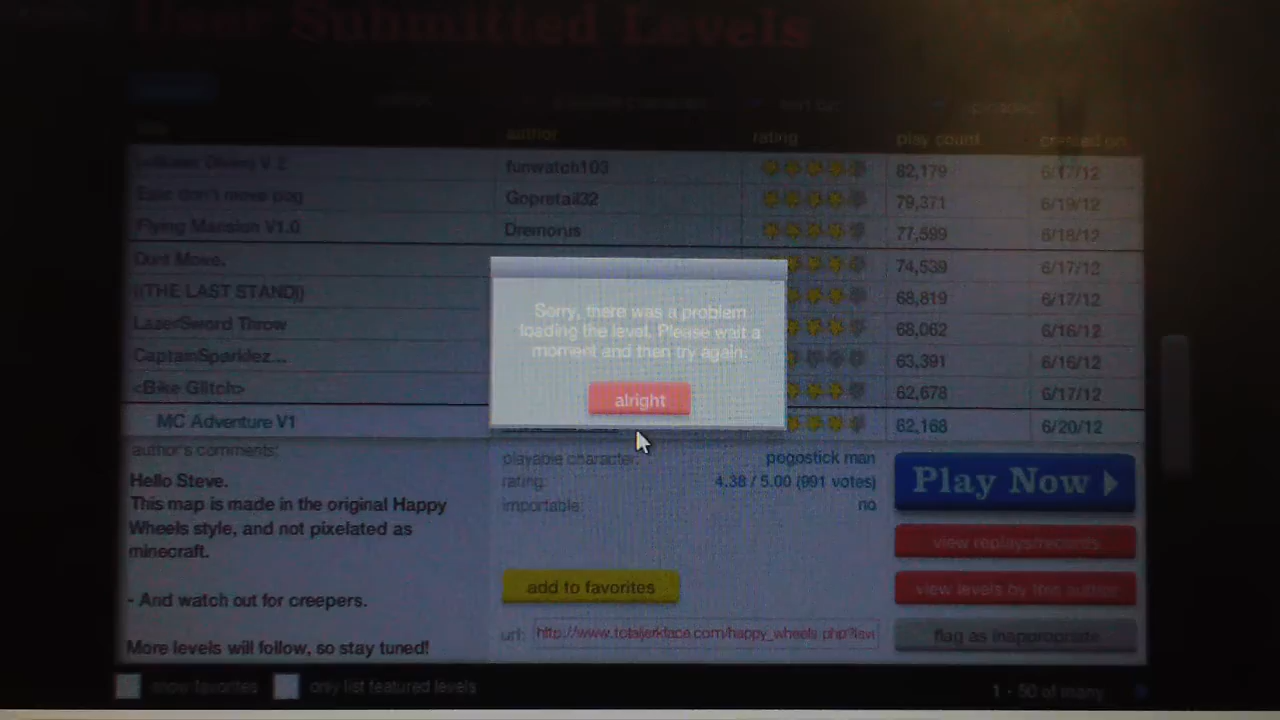 User Submitted Levels
author rating play count created on
funwatch103 82,179 6/17/12
Epic don't move pog Gopretail32 79,371 6/19/12
Flying Mansion V1.0 Dremorus 77,599 6/18/12
Dont Move. 74,539 6/17/12
((THE LAST STAND)) 68,819 6/17/12
LazerSword Throw 68,062 6/16/12
CaptainSparklez... 63,391 6/16/12
<Bike Glitch> 62,678 6/17/12
MC Adventure V1 62,168 6/20/12
Sorry, there was a problem
loading the level. Please wait a
moment and then try again.
alright
author's comments:
Hello Steve.
This map is made in the original Happy
Wheels style, and not pixelated as
minecraft.
- And watch out for creepers.
More levels will follow, so stay tuned!
playable character: pogostick man
rating: 4.38 / 5.00 (991 votes)
importable: no
add to favorites
url: http://www.totaljerkface.com/happy_wheels.php?lev
Play Now
view replays/records
view levels by this author
flag as inappropriate
show favorites only list featured levels
1 - 50 of many